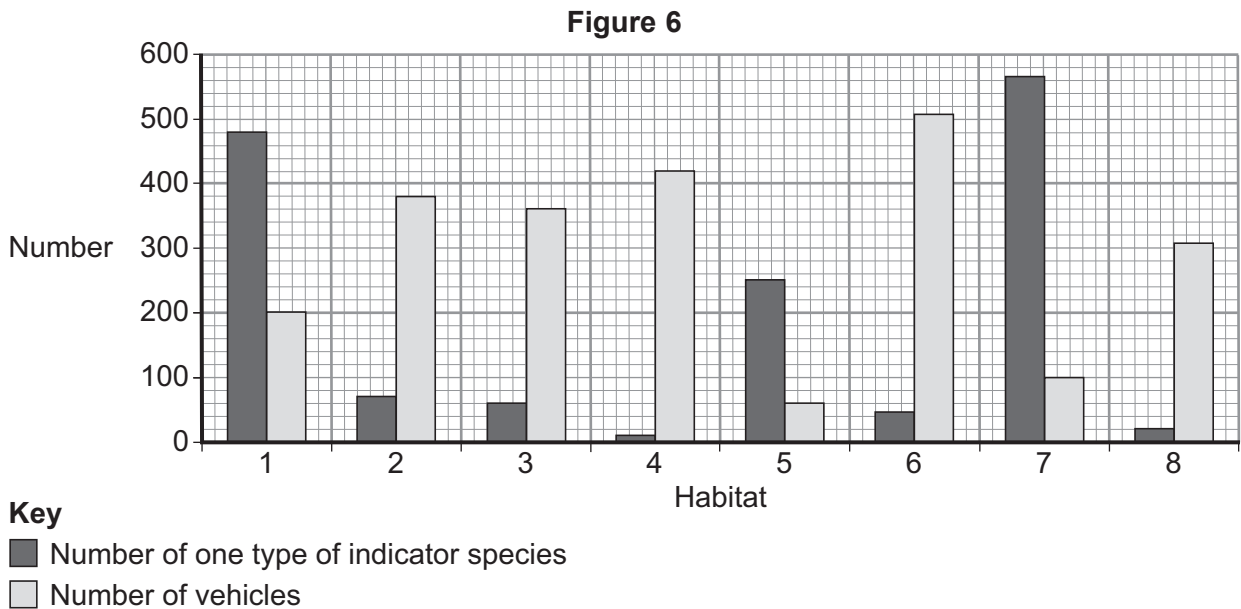 Figure 6
600
500
400
300
200
100
0
Number
1 2 3 4 5 6 7 8
Habitat
Key
Number of one type of indicator species
Number of vehicles